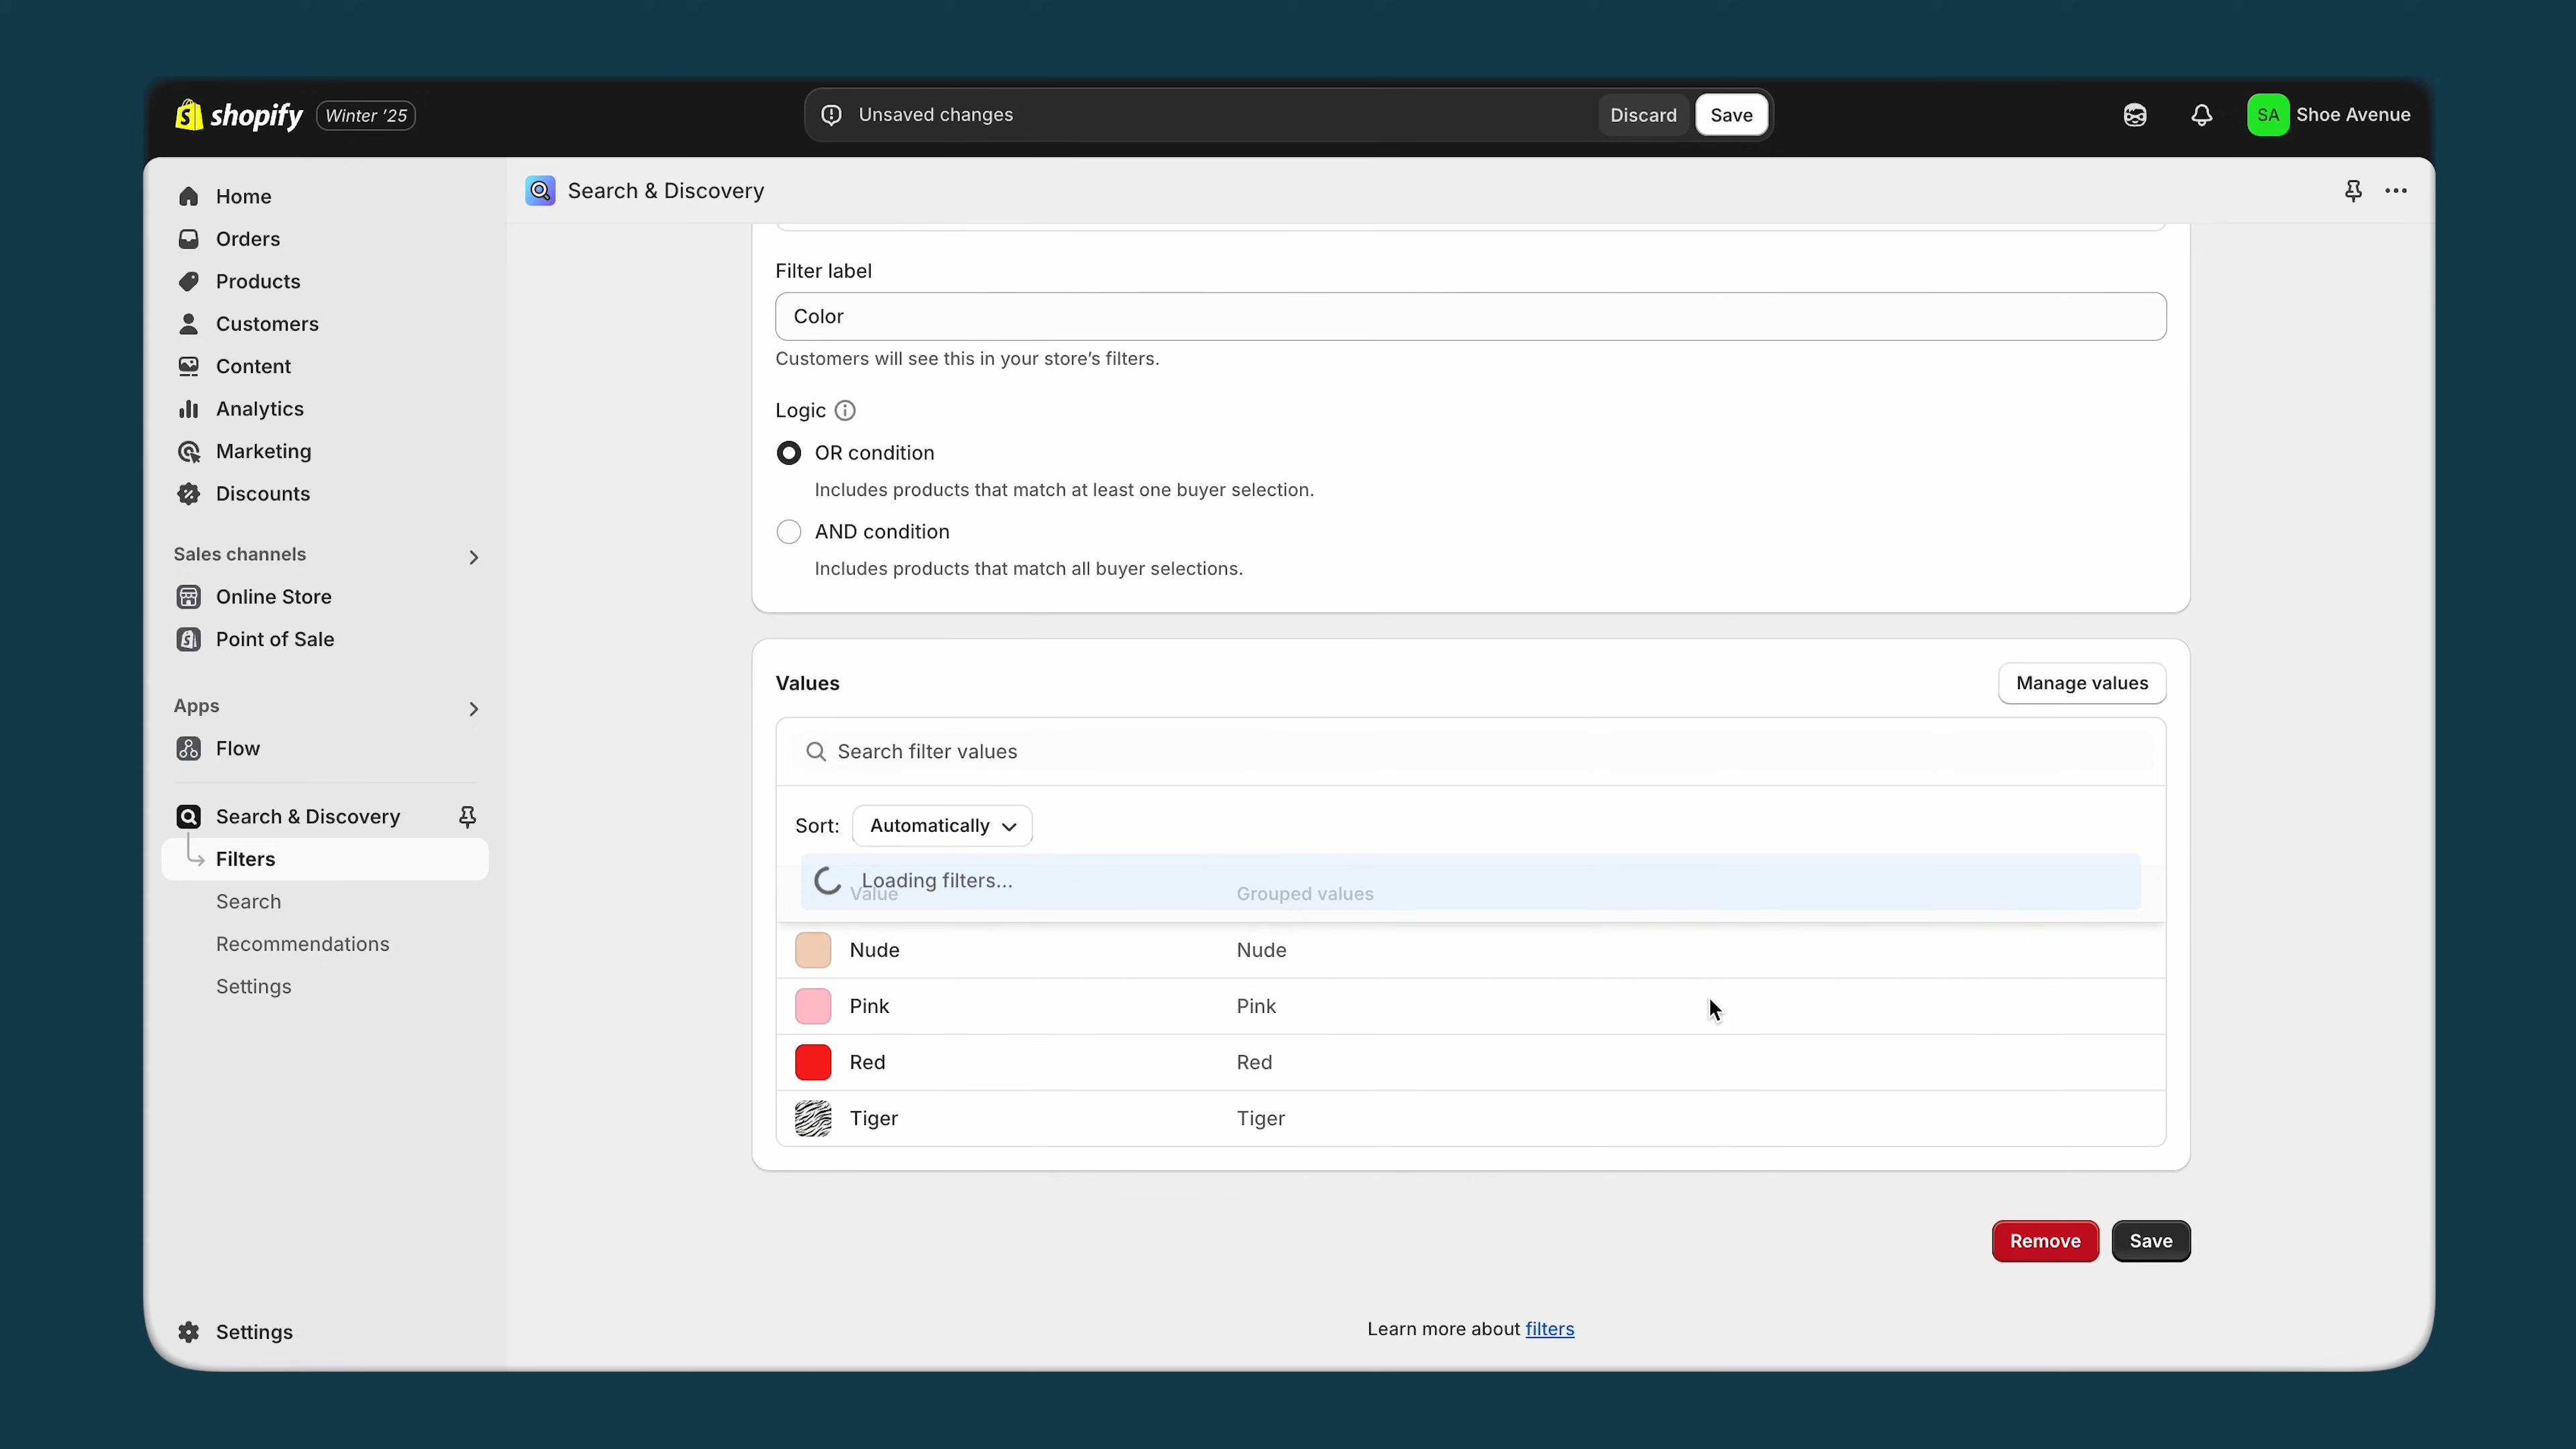 shopify Winter '25
Unsaved changes
Discard
Save
SA
Shoe Avenue
Home
Orders
Products
Customers
Content
Analytics
Marketing
Discounts
Sales channels
Online Store
Point of Sale
Apps
Flow
Search & Discovery
Filters
Search
Recommendations
Settings
Settings
Search & Discovery
Filter label
Color
Customers will see this in your store’s filters.
Logic
OR condition
Includes products that match at least one buyer selection.
AND condition
Includes products that match all buyer selections.
Values
Manage values
Search filter values
Sort: Automatically
Loading filters...
Value Grouped values
Nude Nude
Pink Pink
Red Red
Tiger Tiger
Remove
Save
Learn more about filters